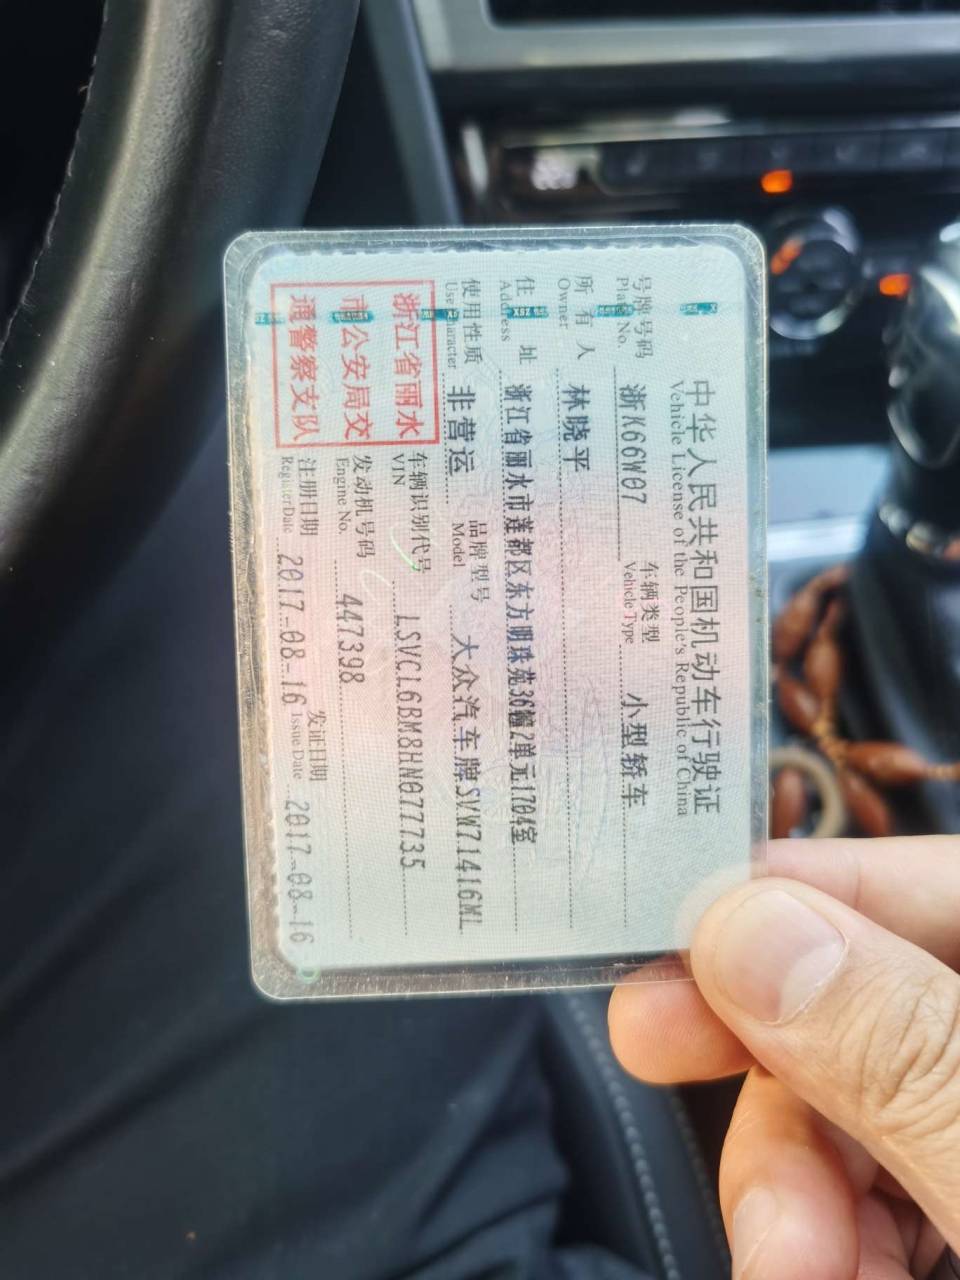 中华人民共和国机动车行驶证
Vehicle License of the People's Republic of China
号牌号码 浙K66W07 车辆类型 小型轿车
Plate No. Vehicle Type
所有人 林晓平
Owner
住址 浙江省丽水市莲都区东方明珠苑36幢2单元1704室
Address
使用性质 非营运 品牌型号 大众汽车牌SVW71416ML
Use Character Model
浙江省丽水
市公安局交
通警察支队
车辆识别代号 LSVCL6BM8HN077735
VIN
发动机号码 447398
Engine No.
注册日期 2017-08-16 发证日期 2017-08-16
Register Date Issue Date